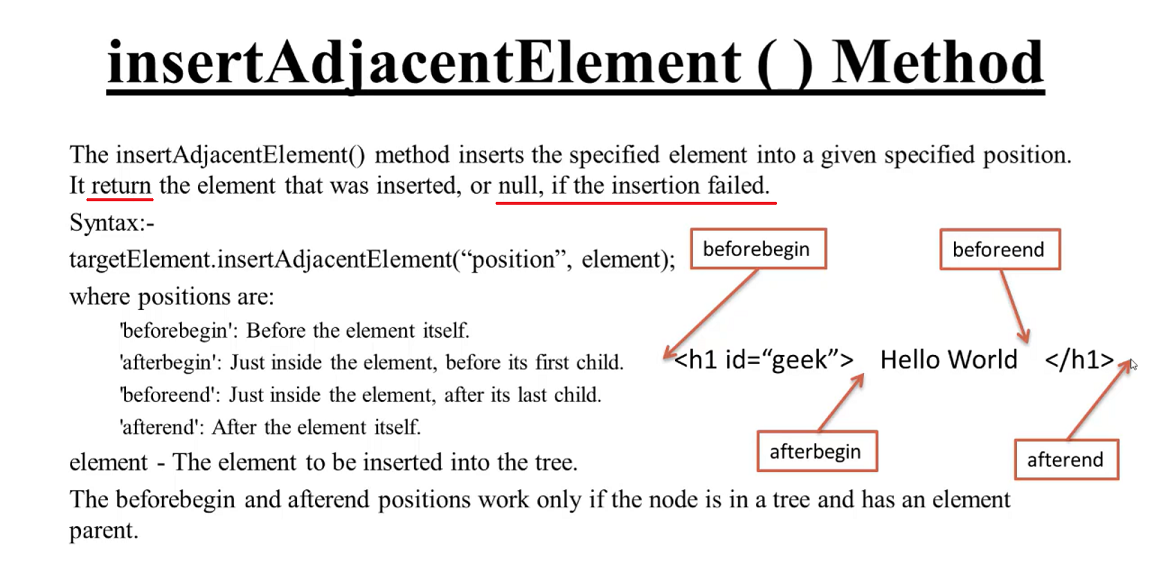 insertAdjacentElement ( ) Method
The insertAdjacentElement() method inserts the specified element into a given specified position.
It return the element that was inserted, or null, if the insertion failed.
Syntax:-
targetElement.insertAdjacentElement(“position”, element);
where positions are:
'beforebegin': Before the element itself.
'afterbegin': Just inside the element, before its first child.
'beforeend': Just inside the element, after its last child.
'afterend': After the element itself.
element - The element to be inserted into the tree.
The beforebegin and afterend positions work only if the node is in a tree and has an element
parent.
beforebegin
beforeend
<h1 id=“geek”> Hello World </h1>
afterbegin
afterend